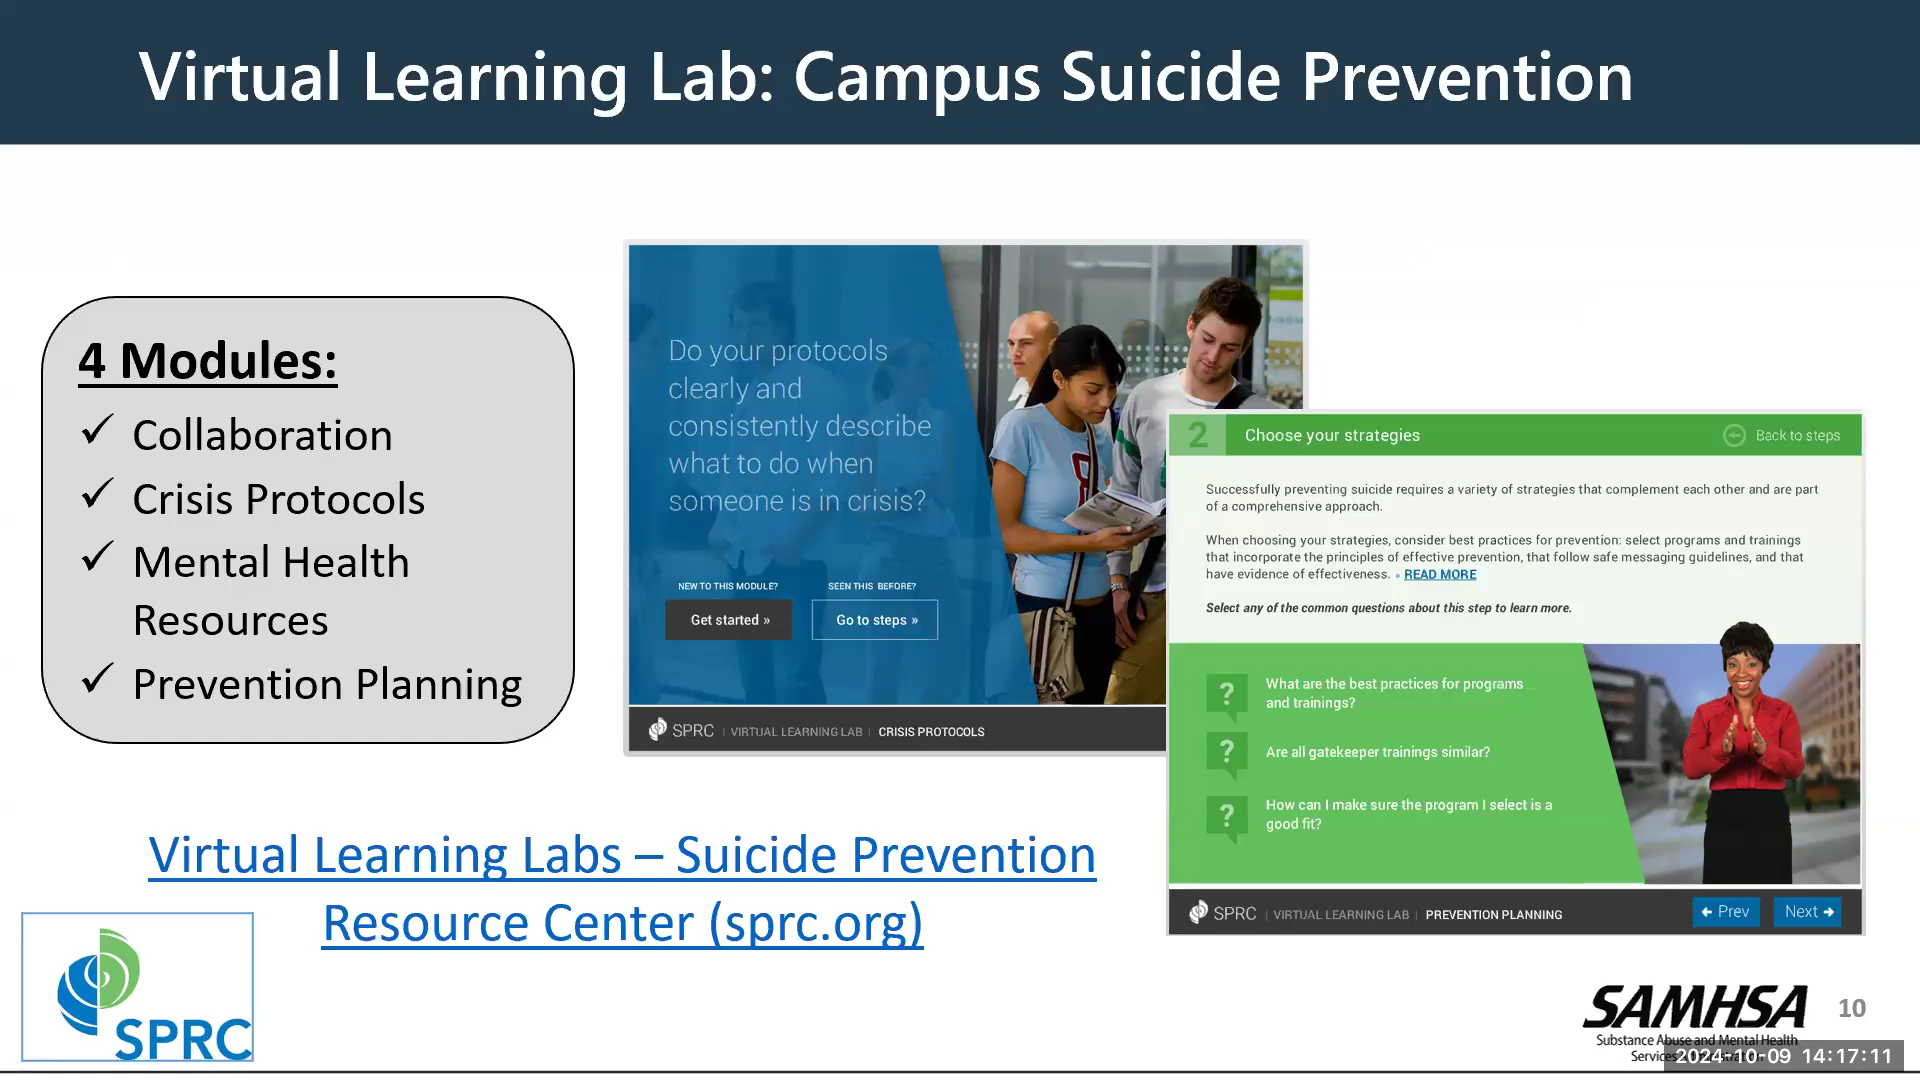 Virtual Learning Lab: Campus Suicide Prevention
4 Modules:
✓ Collaboration
✓ Crisis Protocols
✓ Mental Health
Resources
✓ Prevention Planning
Do your protocols
clearly and
consistently describe
what to do when
someone is in crisis?
NEW TO THIS MODULE?
SEEN THIS BEFORE?
Get started »
Go to steps »
SPRC | VIRTUAL LEARNING LAB | CRISIS PROTOCOLS
2 Choose your strategies
Back to steps
Successfully preventing suicide requires a variety of strategies that complement each other and are part
of a comprehensive approach.
When choosing your strategies, consider best practices for prevention: select programs and trainings
that incorporate the principles of effective prevention, that follow safe messaging guidelines, and that
have evidence of effectiveness. • READ MORE
Select any of the common questions about this step to learn more.
? What are the best practices for programs
and trainings?
? Are all gatekeeper trainings similar?
? How can I make sure the program I select is a
good fit?
SPRC | VIRTUAL LEARNING LAB | PREVENTION PLANNING
Prev
Next
Virtual Learning Labs – Suicide Prevention
Resource Center (sprc.org)
SPRC
SAMHSA
Substance Abuse and Mental Health
10
2024-10-09 14:17:11